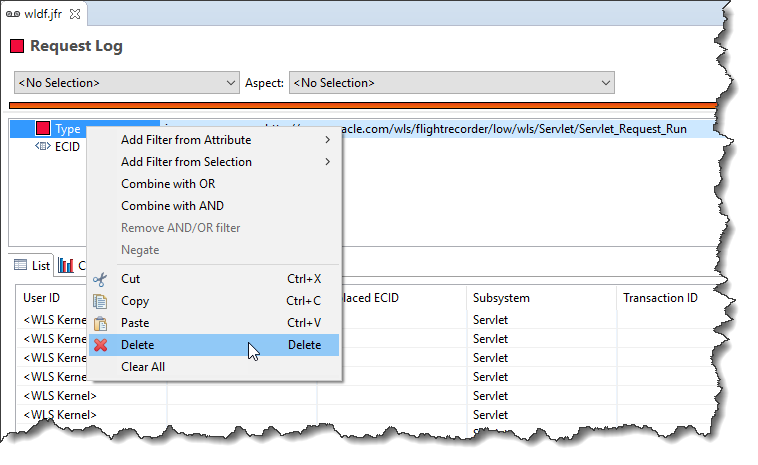 wldf.jfr
Request Log
<No Selection> Aspect: <No Selection>
Type acle.com/wls/flightrecorder/low/wls/Servlet/Servlet_Request_Run
ECID
Add Filter from Attribute
Add Filter from Selection
Combine with OR
Combine with AND
Remove AND/OR filter
Negate
Cut Ctrl+X
Copy Ctrl+C
Paste Ctrl+V
Delete Delete
Clear All
List
User ID laced ECID Subsystem Transaction ID
<WLS Kerne Servlet
<WLS Kerne Servlet
<WLS Kerne Servlet
<WLS Kerne Servlet
<WLS Kernel> Servlet
<WLS Kernel> Servlet